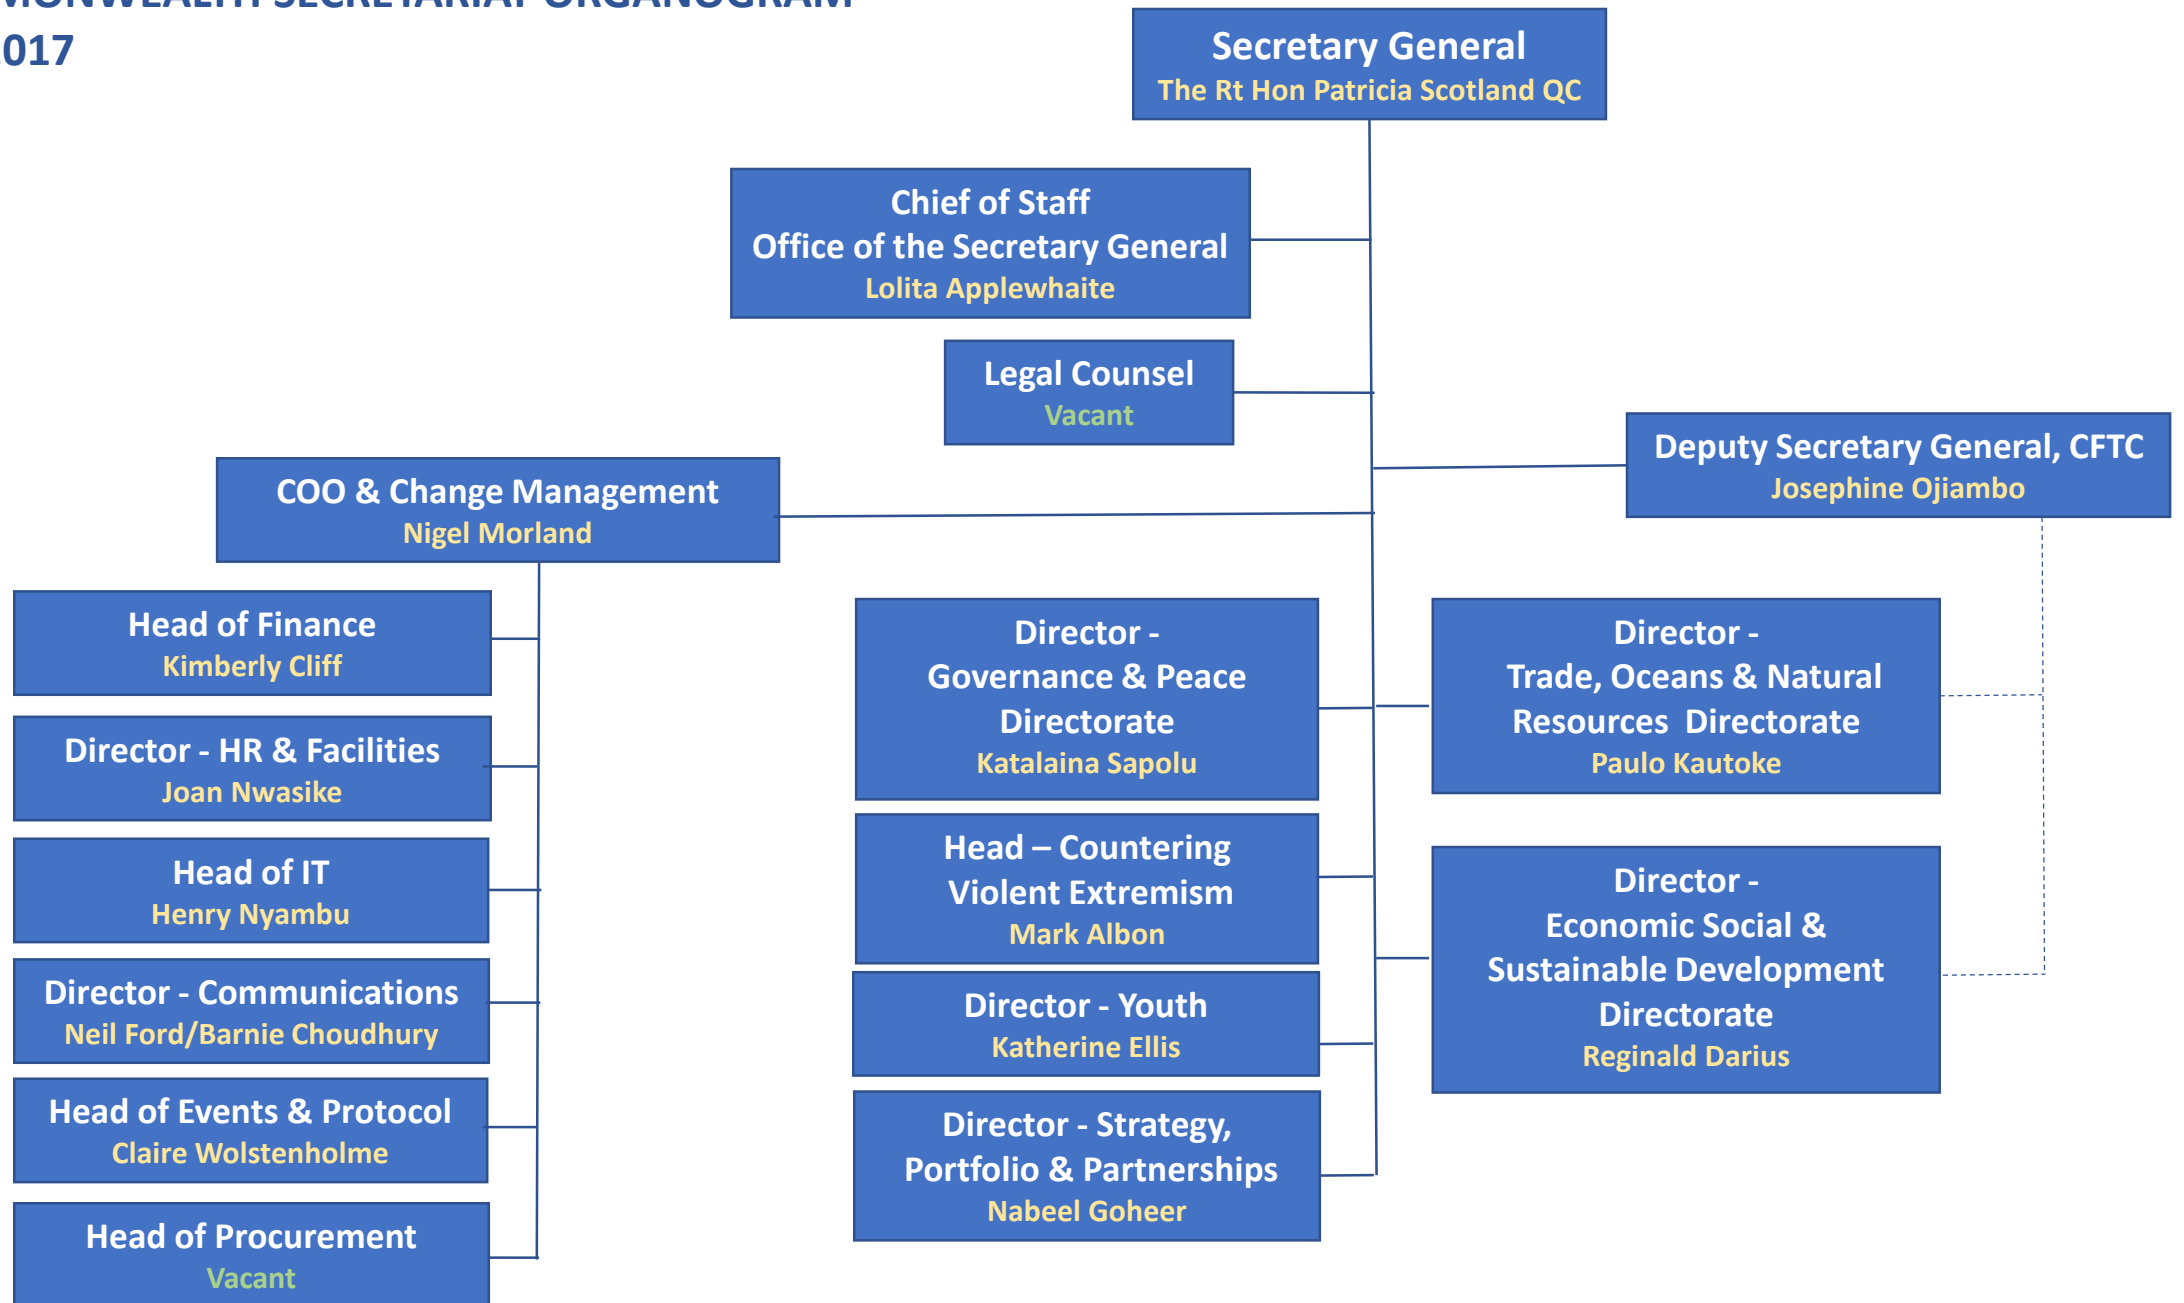 MONWEALTH SECRETARIAT ORGANOGRAM
2017
Secretary General
The Rt Hon Patricia Scotland QC
Chief of Staff
Office of the Secretary General
Lolita Applewhaite
Legal Counsel
Vacant
Deputy Secretary General, CFTC
Josephine Ojiambo
COO & Change Management
Nigel Morland
Head of Finance
Kimberly Cliff
Director - HR & Facilities
Joan Nwasike
Head of IT
Henry Nyambu
Director - Communications
Neil Ford/Barnie Choudhury
Head of Events & Protocol
Claire Wolstenholme
Head of Procurement
Vacant
Director -
Governance & Peace
Directorate
Katalaina Sapolu
Head – Countering
Violent Extremism
Mark Albon
Director - Youth
Katherine Ellis
Director - Strategy,
Portfolio & Partnerships
Nabeel Goheer
Director -
Trade, Oceans & Natural
Resources Directorate
Paulo Kautoke
Director -
Economic Social &
Sustainable Development
Directorate
Reginald Darius